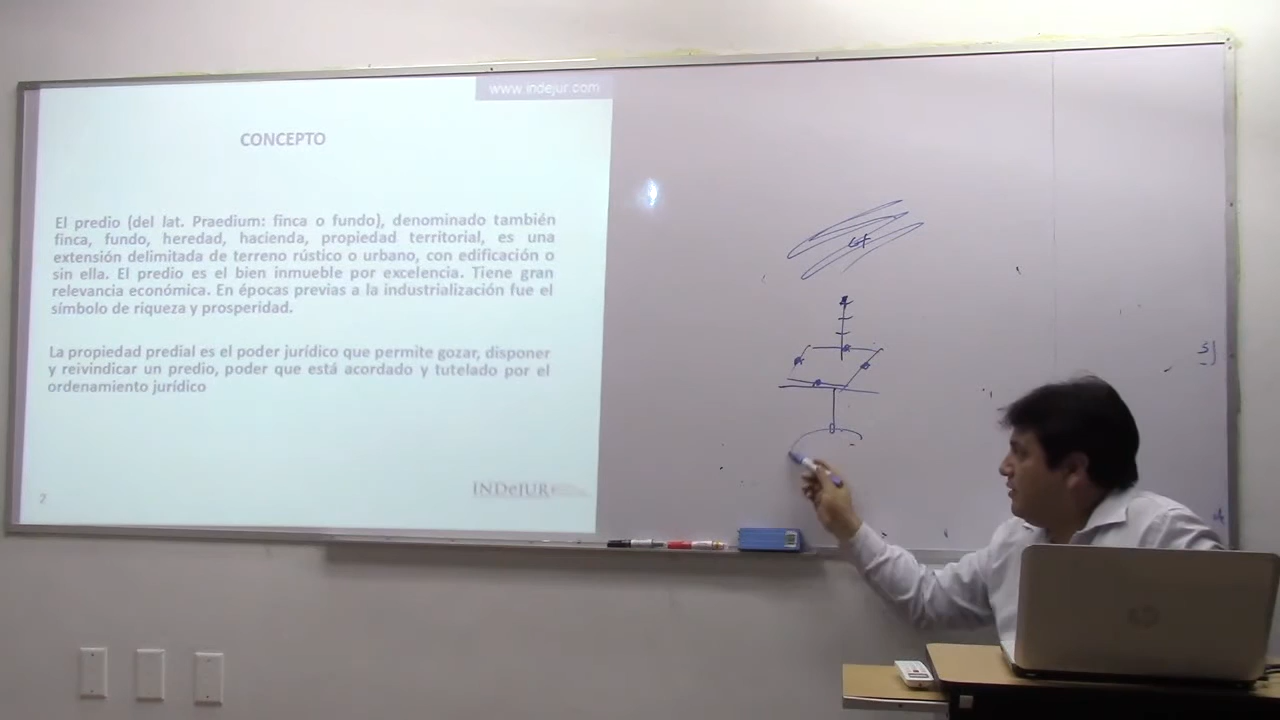 www.indejur.com
CONCEPTO
El predio (del lat. Praedium: finca o fundo), denominado también
finca, fundo, heredad, hacienda, propiedad territorial, es una
extensión delimitada de terreno rústico o urbano, con edificación o
sin ella. El predio es el bien inmueble por excelencia. Tiene gran
relevancia económica. En épocas previas a la industrialización fue el
símbolo de riqueza y prosperidad.
La propiedad predial es el poder jurídico que permite gozar, disponer
y reivindicar un predio, poder que está acordado y tutelado por el
ordenamiento jurídico
INDeJUR
2